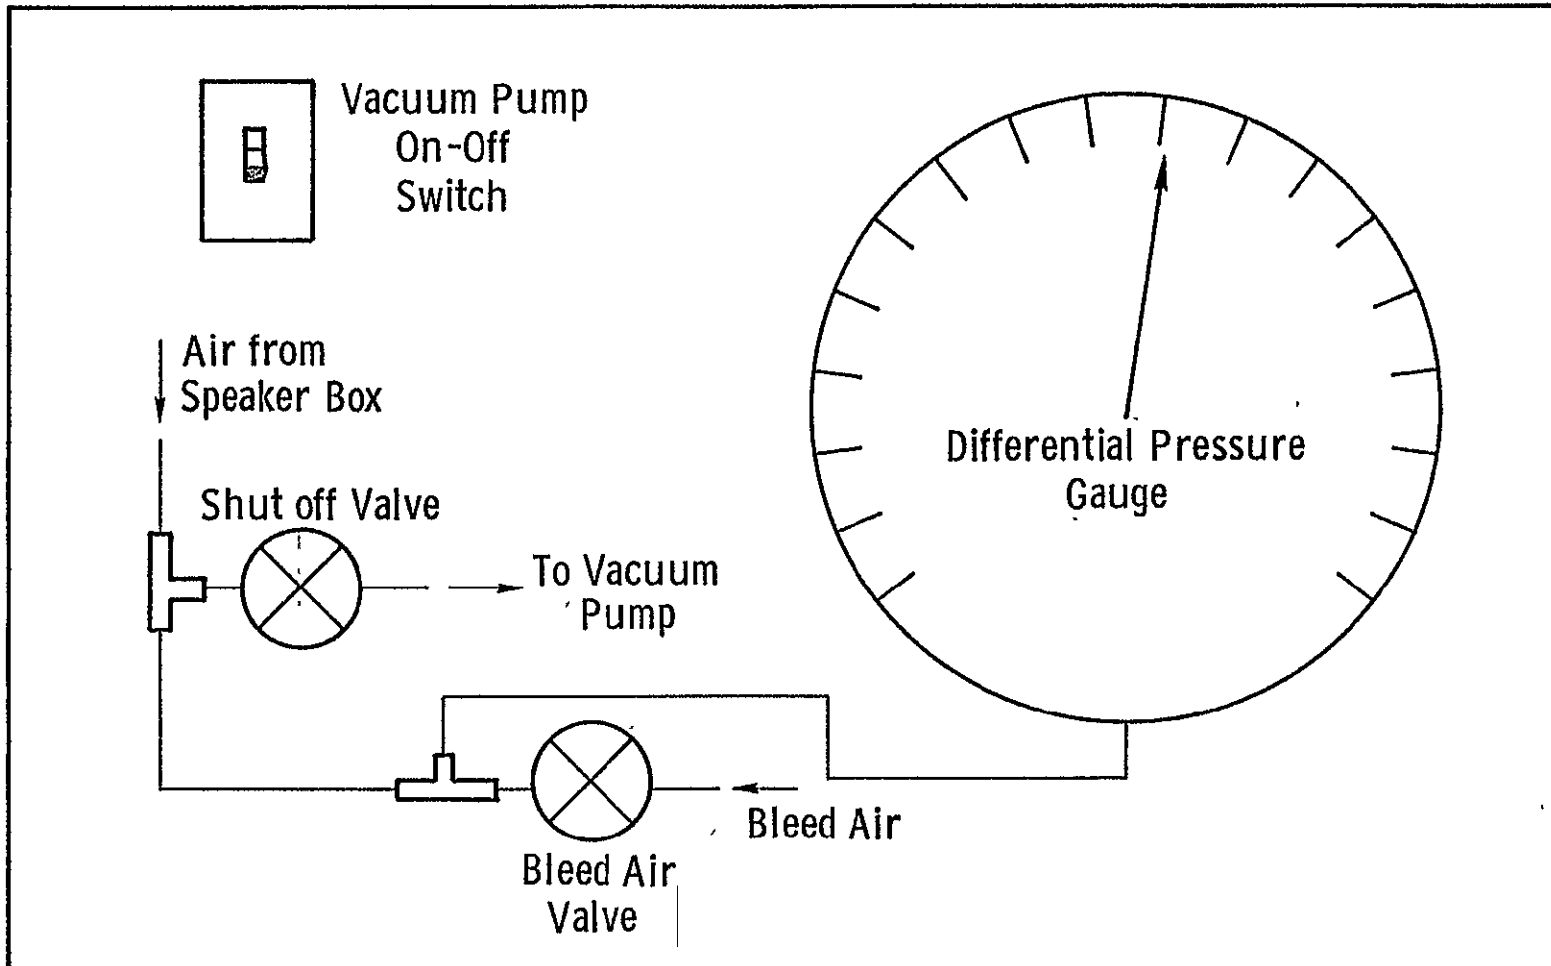 Vacuum Pump
On-Off
Switch
Air from
Speaker Box
Shut off Valve
To Vacuum
Pump
Differential Pressure
Gauge
Bleed Air
Bleed Air
Valve